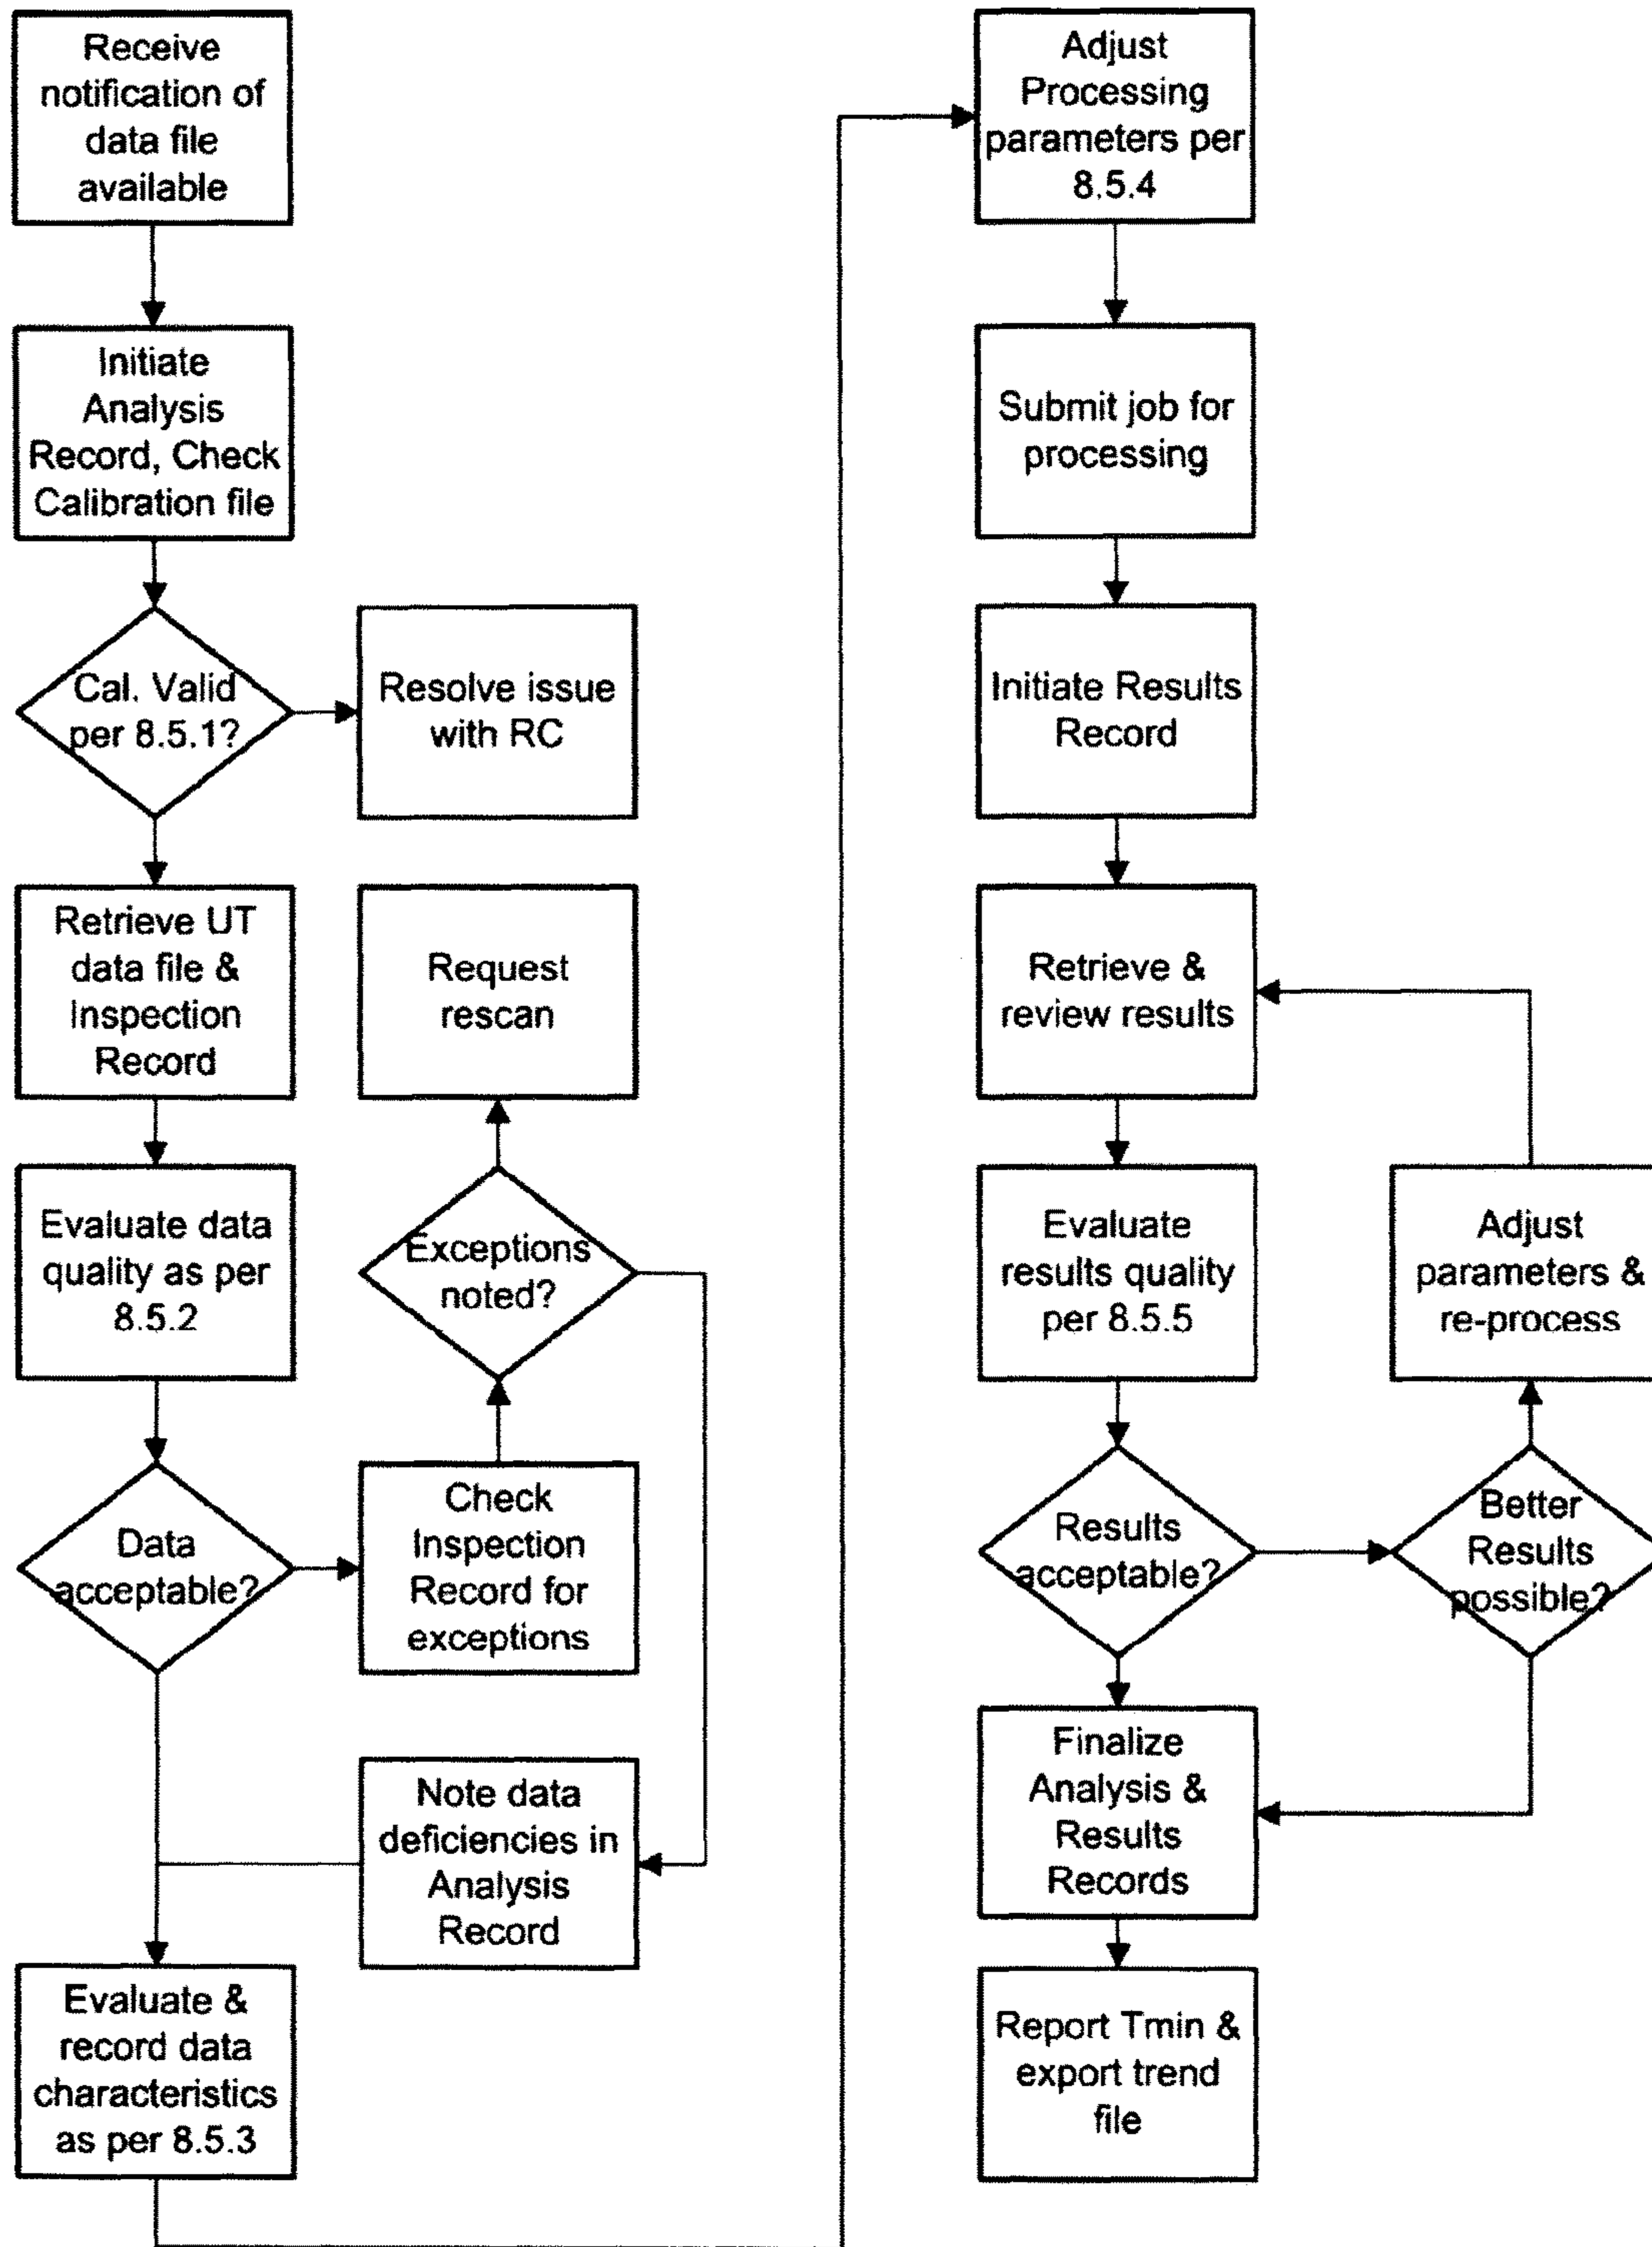 Receive
notification of
data file
available
Initiate
Analysis
Record, Check
Calibration file
Cal. Valid
per 8.5.1?
Resolve issue
with RC
Retrieve UT
data file &
Inspection
Record
Request
rescan
Evaluate data
quality as per
8.5.2
Exceptions
noted?
Data
acceptable?
Check
Inspection
Record for
exceptions
Note data
deficiencies in
Analysis
Record
Evaluate &
record data
characteristics
as per 8.5.3
Adjust
Processing
parameters per
8.5.4
Submit job for
processing
Initiate Results
Record
Retrieve &
review results
Evaluate
results quality
per 8.5.5
Adjust
parameters &
re-process
Results
acceptable?
Better
Results
possible?
Finalize
Analysis &
Results
Records
Report Tmin &
export trend
file